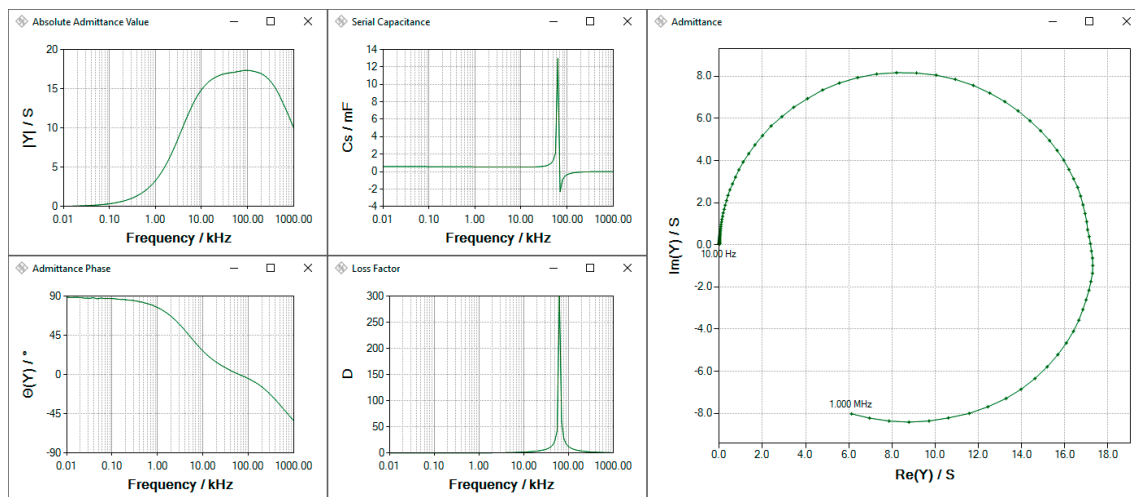 Absolute Admittance Value
20
15
10
5
0
|Y| / S
0.01 0.10 1.00 10.00 100.00 1000.00
Frequency / kHz
Serial Capacitance
14
12
10
8
6
4
2
0
-2
-4
Cs / mF
0.01 0.10 1.00 10.00 100.00 1000.00
Frequency / kHz
Admittance Phase
90
45
0
-45
-90
Θ(Y) / °
0.01 0.10 1.00 10.00 100.00 1000.00
Frequency / kHz
Loss Factor
300
250
200
150
100
50
0
D
0.01 0.10 1.00 10.00 100.00 1000.00
Frequency / kHz
Admittance
8.0
6.0
4.0
2.0
0.0
-2.0
-4.0
-6.0
-8.0
Im(Y) / S
10.00 Hz
1.000 MHz
0.0 2.0 4.0 6.0 8.0 10.0 12.0 14.0 16.0 18.0
Re(Y) / S